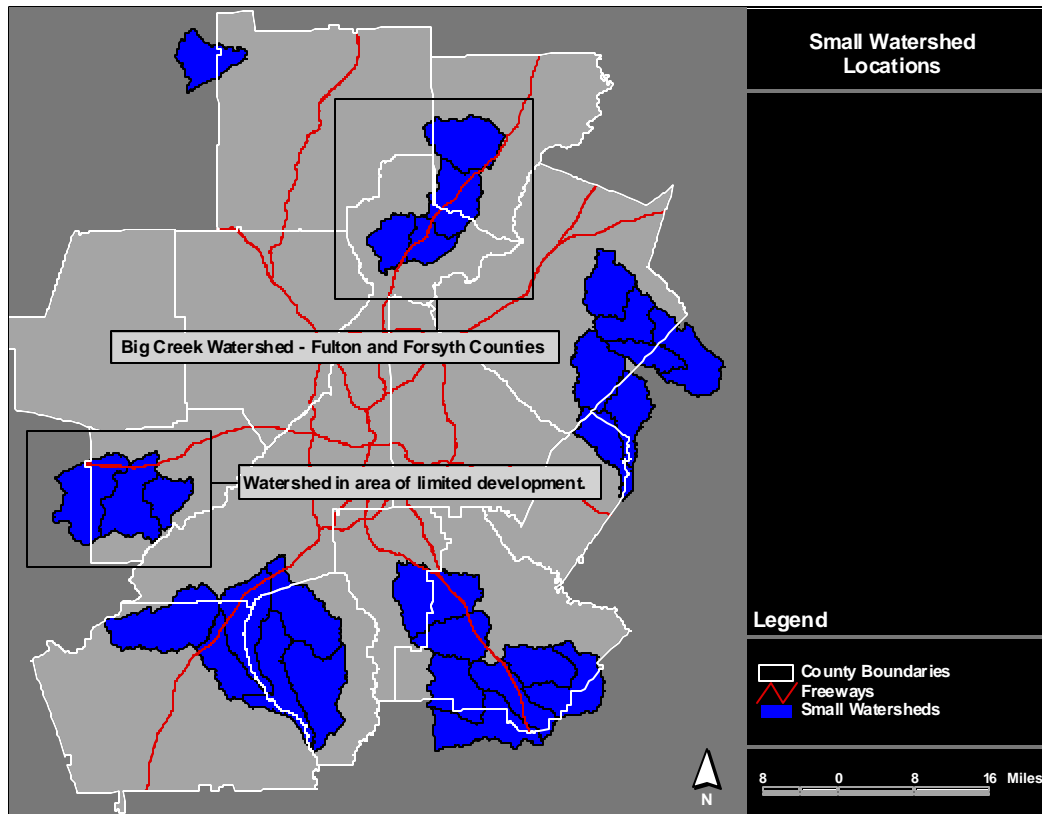 Small Watershed
Locations
Big Creek Watershed - Fulton and Forsyth Counties
Watershed in area of limited development.
Legend
County Boundaries
Freeways
Small Watersheds
N
8 0 8 16 Miles